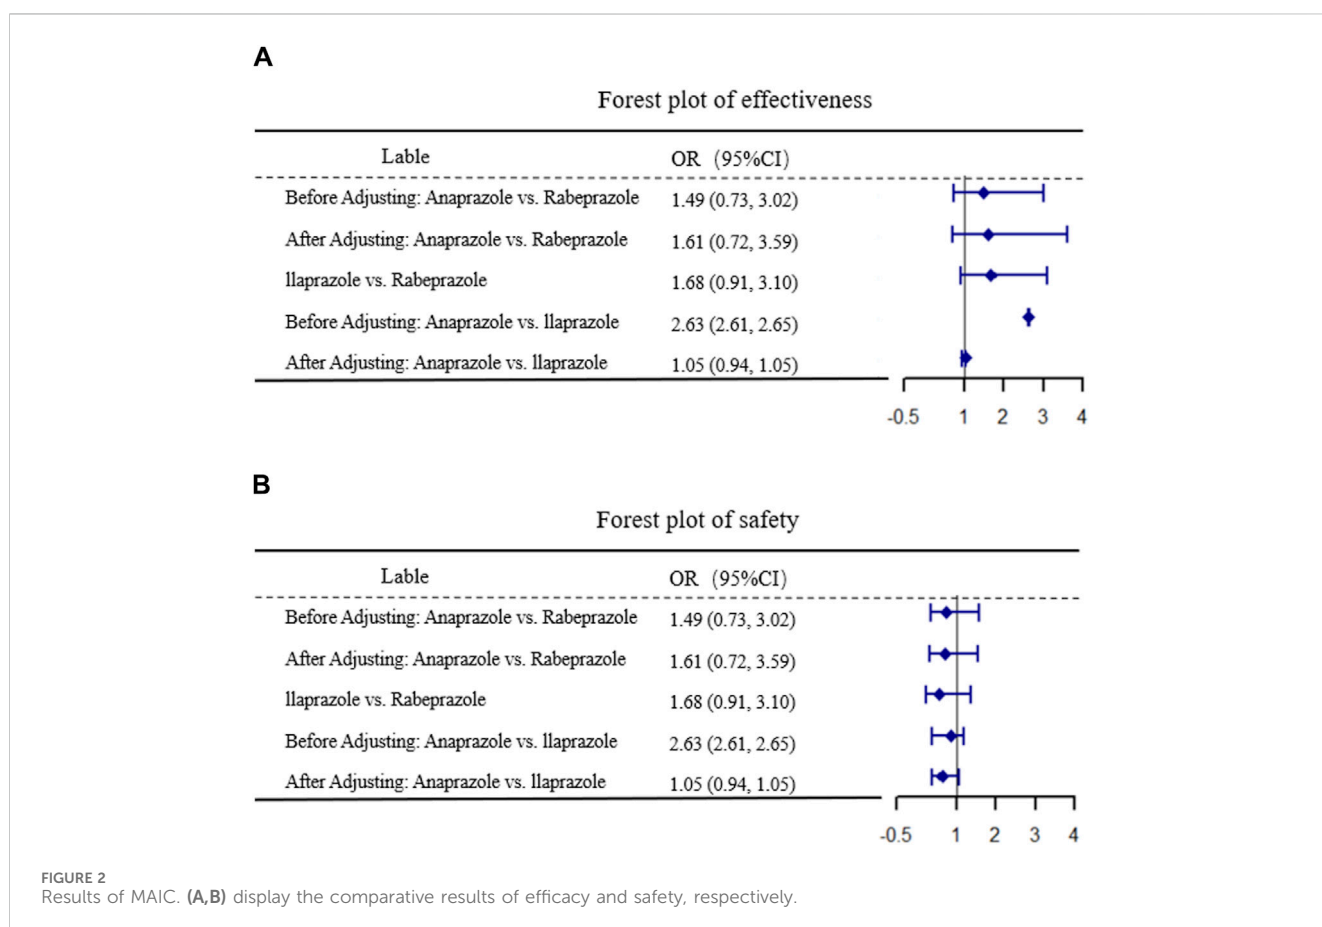 A
Forest plot of effectiveness
Lable OR (95%CI)
Before Adjusting: Anaprazole vs. Rabeprazole 1.49 (0.73, 3.02)
After Adjusting: Anaprazole vs. Rabeprazole 1.61 (0.72, 3.59)
llaprazole vs. Rabeprazole 1.68 (0.91, 3.10)
Before Adjusting: Anaprazole vs. llaprazole 2.63 (2.61, 2.65)
After Adjusting: Anaprazole vs. llaprazole 1.05 (0.94, 1.05)
-0.5 1 2 3 4
B
Forest plot of safety
Lable OR (95%CI)
Before Adjusting: Anaprazole vs. Rabeprazole 1.49 (0.73, 3.02)
After Adjusting: Anaprazole vs. Rabeprazole 1.61 (0.72, 3.59)
llaprazole vs. Rabeprazole 1.68 (0.91, 3.10)
Before Adjusting: Anaprazole vs. llaprazole 2.63 (2.61, 2.65)
After Adjusting: Anaprazole vs. llaprazole 1.05 (0.94, 1.05)
-0.5 1 2 3 4
FIGURE 2
Results of MAIC. (A,B) display the comparative results of efficacy and safety, respectively.